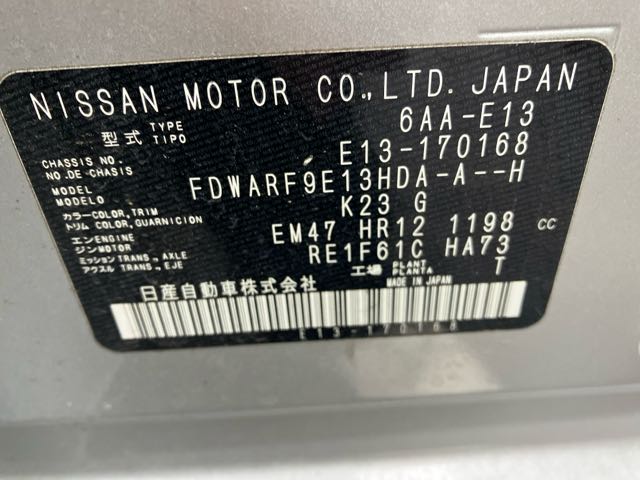 NISSAN MOTOR CO.,LTD. JAPAN
型式 TYPE TIPO 6AA-E13
CHASSIS NO. NO.DE CHASSIS E13-170168
MODEL MODELO FDWARF9E13HDA-A--H
カラー COLOR,TRIM トリム COLOR,GUARNICION K23 G
エンジン ENGINE MOTOR EM47 HR12 1198 CC
ミッション TRANS.,AXLE アクスル TRANS.,EJE RE1F61C HA73
工場 PLANT PLANTA T
日産自動車株式会社 MADE IN JAPAN
E13-170168